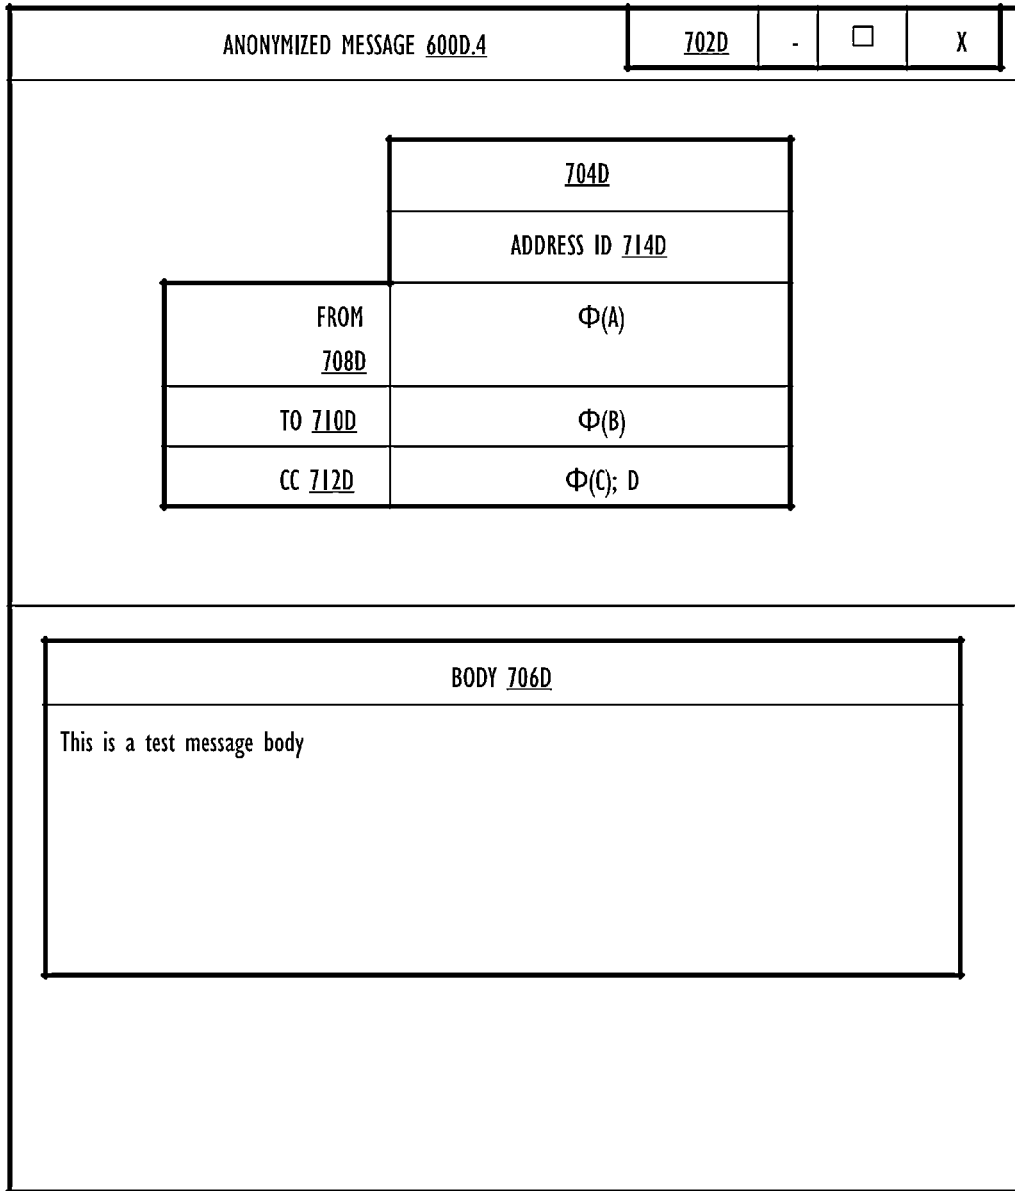 ANONYMIZED MESSAGE 600D.4
702D - □ X
704D
ADDRESS ID 714D
FROM Φ(A)
708D
TO 710D Φ(B)
CC 712D Φ(C); D
BODY 706D
This is a test message body